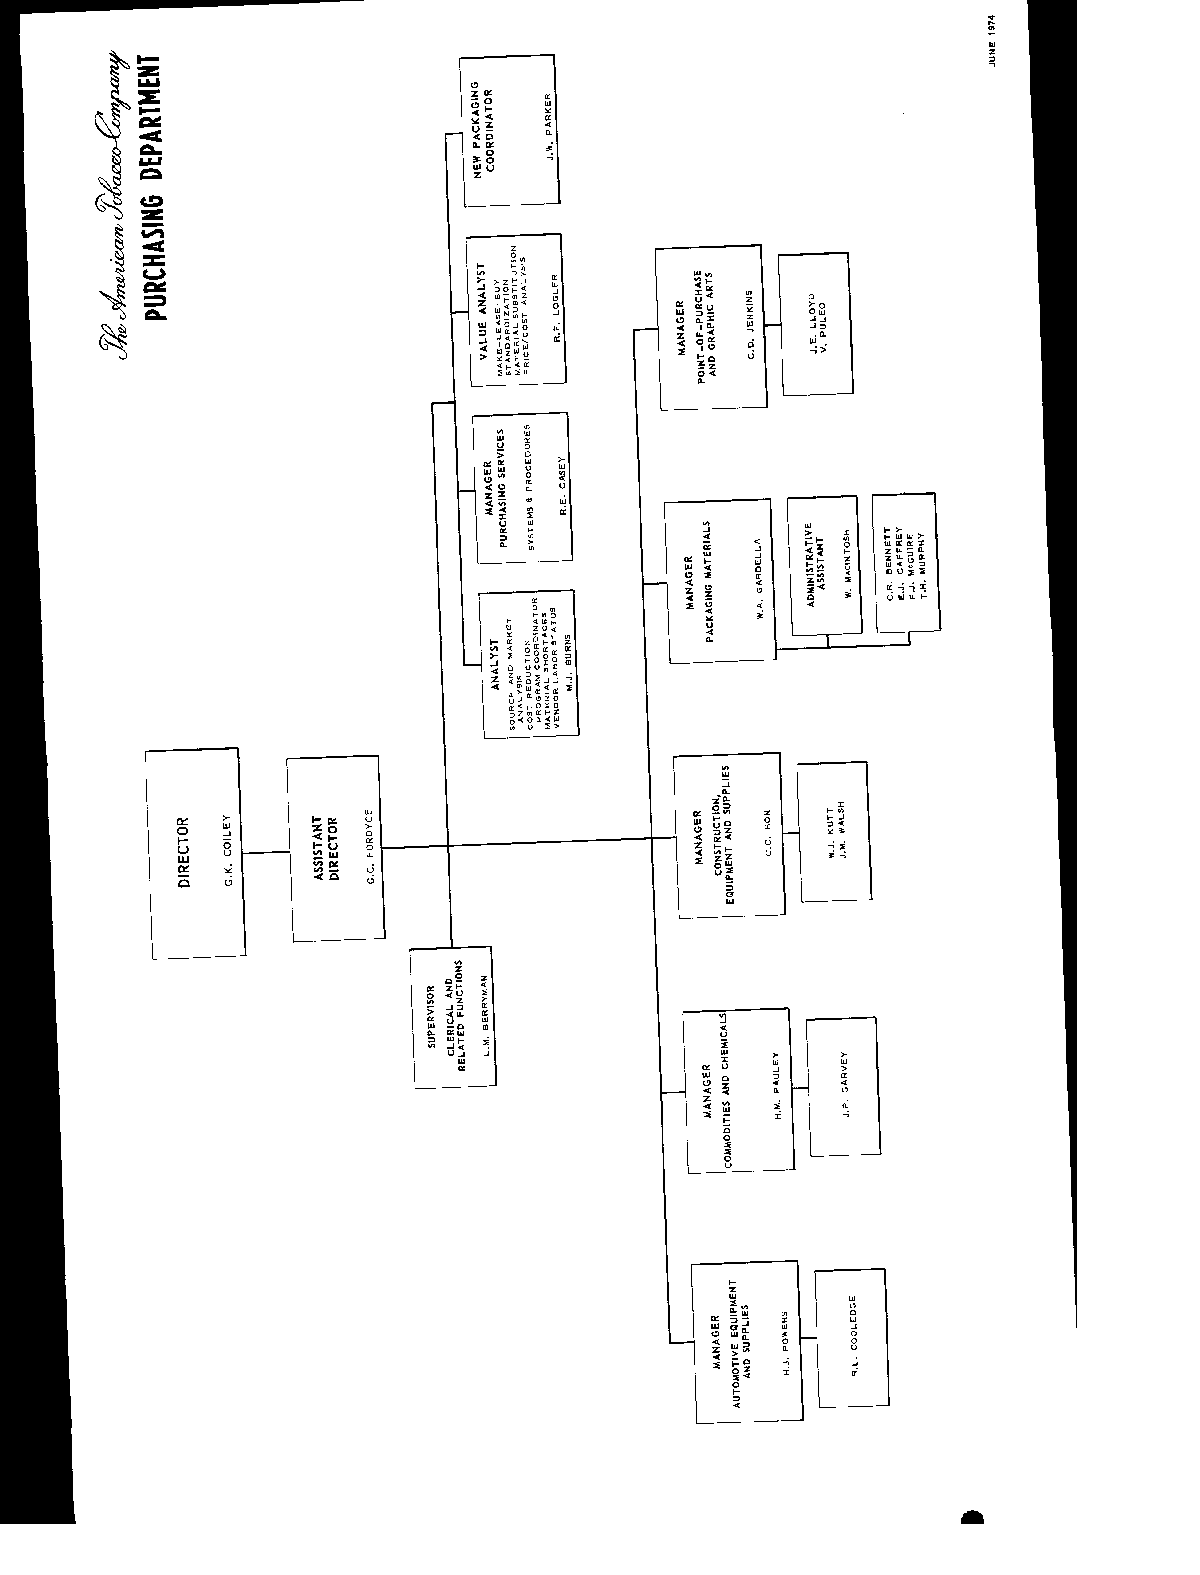 The American Tobacco Company
PURCHASING DEPARTMENT
DIRECTOR
G.K. COILEY
ASSISTANT
DIRECTOR
G.C. FORDYCE
SUPERVISOR
CLERICAL AND
RELATED FUNCTIONS
L.M. BERRYMAN
ANALYST
SOURCE AND MARKET
ANALYSIS
COST REDUCTION
PROGRAM COORDINATOR
MATERIAL SHORTAGES
VENDOR LABOR STATUS
M.J. BURNS
MANAGER
PURCHASING SERVICES
SYSTEMS & PROCEDURES
R.E. CASEY
VALUE ANALYST
MAKE-LEASE-BUY
STANDARDIZATION
MATERIAL SUBSTITUTION
PRICE/COST ANALYSIS
R.F. LOGLER
NEW PACKAGING
COORDINATOR
J.W. PARKER
MANAGER
AUTOMOTIVE EQUIPMENT
AND SUPPLIES
H.J. POWERS
R.L. COOLEDGE
MANAGER
COMMODITIES AND CHEMICALS
H.M. PAULEY
J.P. GARVEY
MANAGER
CONSTRUCTION,
EQUIPMENT AND SUPPLIES
C.C. HON
W.J. KUTT
J.M. WALSH
MANAGER
PACKAGING MATERIALS
W.A. GARDELLA
ADMINISTRATIVE
ASSISTANT
W. MACINTOSH
C.R. BENNETT
E.J. CAFFREY
F.J. McGUIRE
T.H. MURPHY
MANAGER
POINT-OF-PURCHASE
AND GRAPHIC ARTS
C.D. JENKINS
J.E. LLOYD
V. PULEO
JUNE 1974